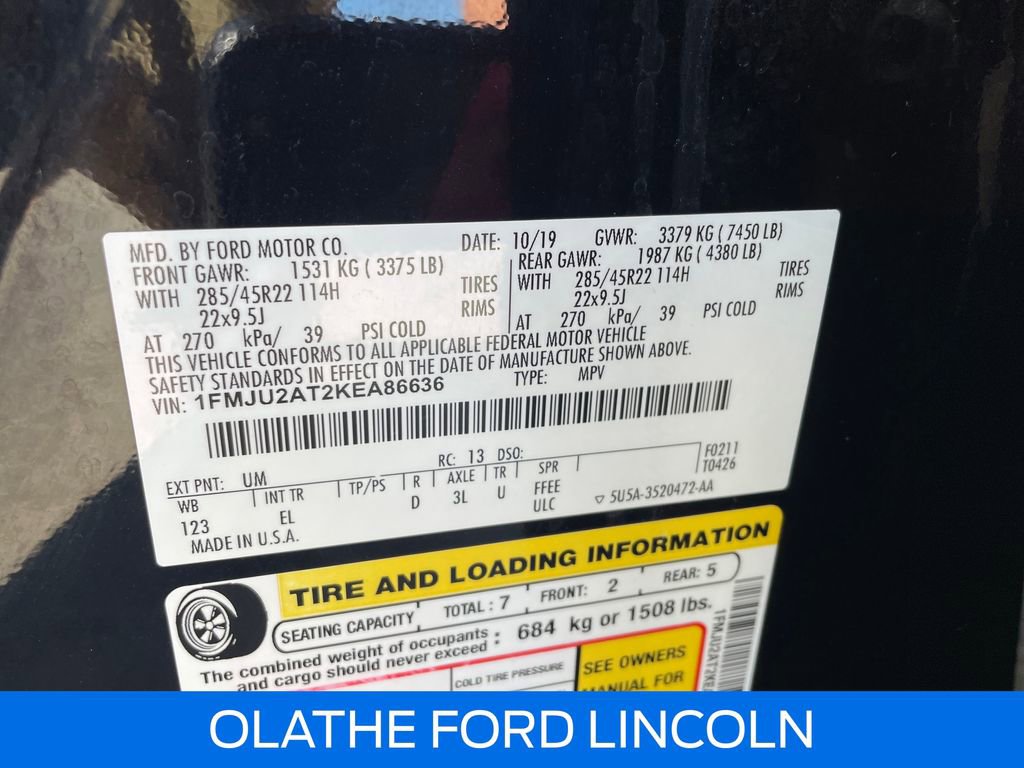 MFD. BY FORD MOTOR CO. DATE: 10/19 GVWR: 3379 KG ( 7450 LB)
FRONT GAWR: 1531 KG ( 3375 LB) REAR GAWR: 1987 KG ( 4380 LB)
WITH 285/45R22 114H TIRES WITH 285/45R22 114H TIRES
22x9.5J RIMS 22x9.5J RIMS
AT 270 kPa/ 39 PSI COLD AT 270 kPa/ 39 PSI COLD
THIS VEHICLE CONFORMS TO ALL APPLICABLE FEDERAL MOTOR VEHICLE
SAFETY STANDARDS IN EFFECT ON THE DATE OF MANUFACTURE SHOWN ABOVE.
VIN: 1FMJU2AT2KEA86636 TYPE: MPV
EXT PNT: UM RC: 13 DSO: F0211
WB INT TR TP/PS R AXLE TR SPR T0426
123 EL D 3L U FFEE 5U5A-3520472-AA
ULC
MADE IN U.S.A.
TIRE AND LOADING INFORMATION
SEATING CAPACITY TOTAL : 7 FRONT: 2 REAR: 5
The combined weight of occupants : 684 kg or 1508 lbs.
and cargo should never exceed
COLD TIRE PRESSURE SEE OWNERS
MANUAL FOR
OLATHE FORD LINCOLN